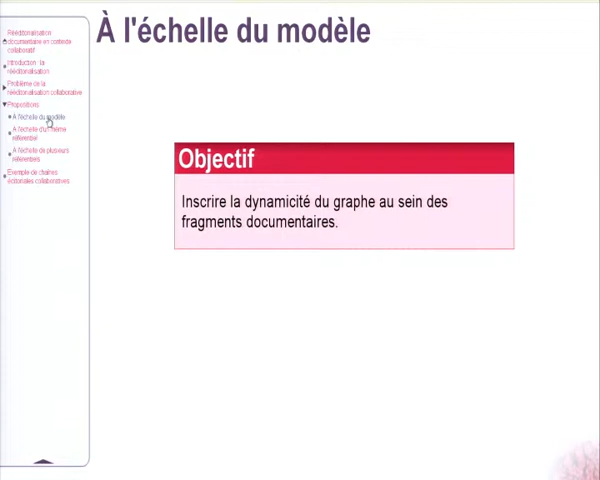 À l'échelle du modèle
Rééditorialisation
documentaire en contexte
collaboratif
Introduction : la
rééditorialisation
Problème de la
rééditorialisation collaborative
Propositions
À l'échelle du modèle
À l'échelle d'un même
référentiel
À l'échelle de plusieurs
référentiels
Exemple de chaînes
éditoriales collaboratives
Objectif
Inscrire la dynamicité du graphe au sein des
fragments documentaires.